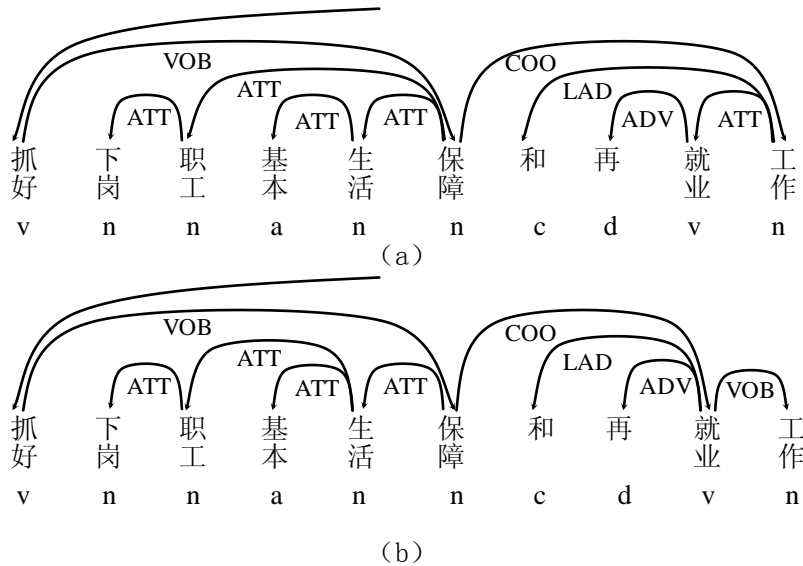 VOB COO
ATT LAD
ATT ATT ATT ADV ATT
抓好 下岗 职工 基本 生活 保障 和 再 就业 工作
v n n a n n c d v n
（a）
VOB COO
ATT LAD
ATT ATT ATT ADV VOB
抓好 下岗 职工 基本 生活 保障 和 再 就业 工作
v n n a n n c d v n
（b）